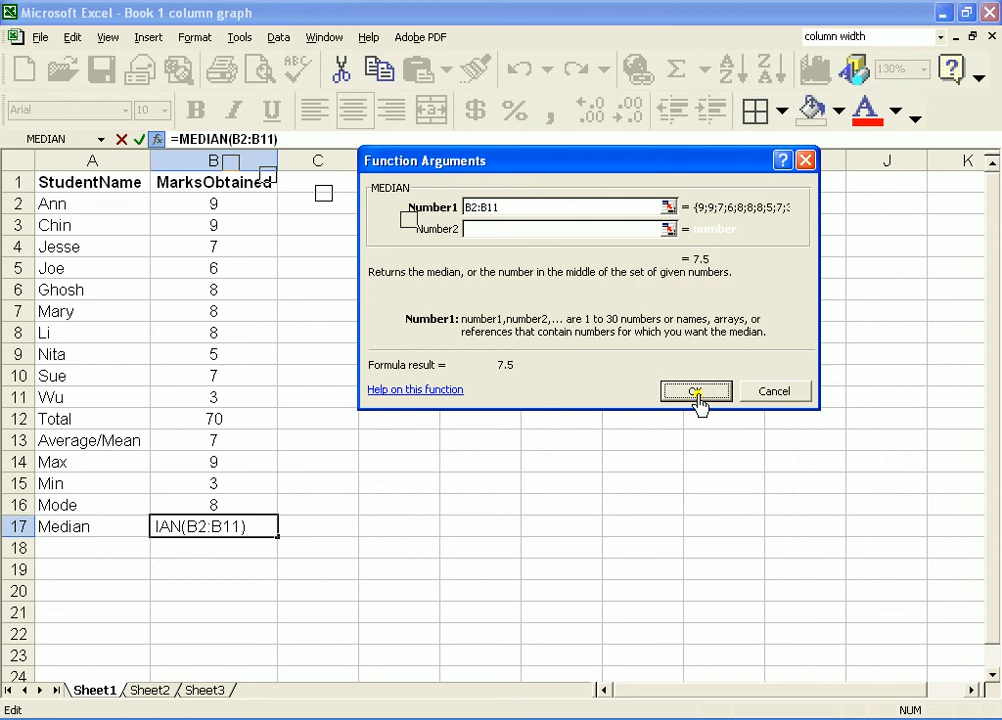 Microsoft Excel - Book 1 column graph
File Edit View Insert Format Tools Data Window Help Adobe PDF column width
ABC 130%
Arial 10 B I U $ % , .0 .00 .00 .0 A
MEDIAN =MEDIAN(B2:B11)
A B C J K
1 StudentName MarksObtained
2 Ann 9
3 Chin 9
4 Jesse 7
5 Joe 6
6 Ghosh 8
7 Mary 8
8 Li 8
9 Nita 5
10 Sue 7
11 Wu 3
12 Total 70
13 Average/Mean 7
14 Max 9
15 Min 3
16 Mode 8
17 Median IAN(B2:B11)
18
19
20
21
22
23
24
Function Arguments
MEDIAN
Number1 B2:B11 = {9;9;7;6;8;8;8;5;7;3
Number2 = number
= 7.5
Returns the median, or the number in the middle of the set of given numbers.
Number1: number1,number2,... are 1 to 30 numbers or names, arrays, or
references that contain numbers for which you want the median.
Formula result = 7.5
Help on this function OK Cancel
Sheet1 Sheet2 Sheet3
Edit NUM